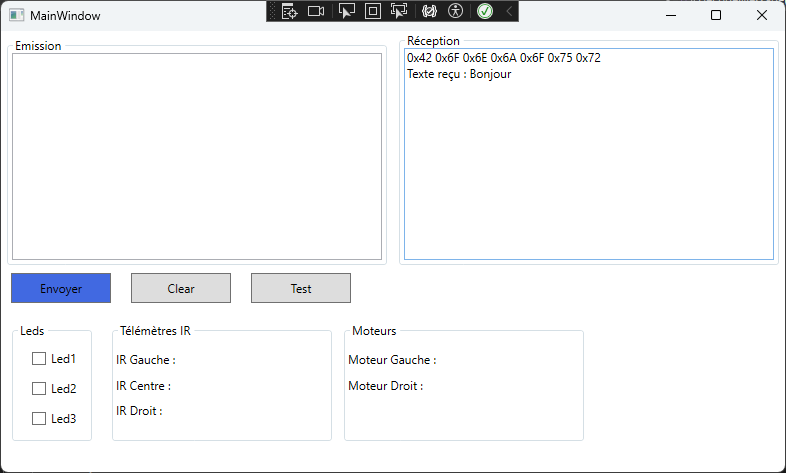 MainWindow
Emission
Réception
0x42 0x6F 0x6E 0x6A 0x6F 0x75 0x72
Texte reçu : Bonjour
Envoyer
Clear
Test
Leds
Led1
Led2
Led3
Télémètres IR
IR Gauche :
IR Centre :
IR Droit :
Moteurs
Moteur Gauche :
Moteur Droit :